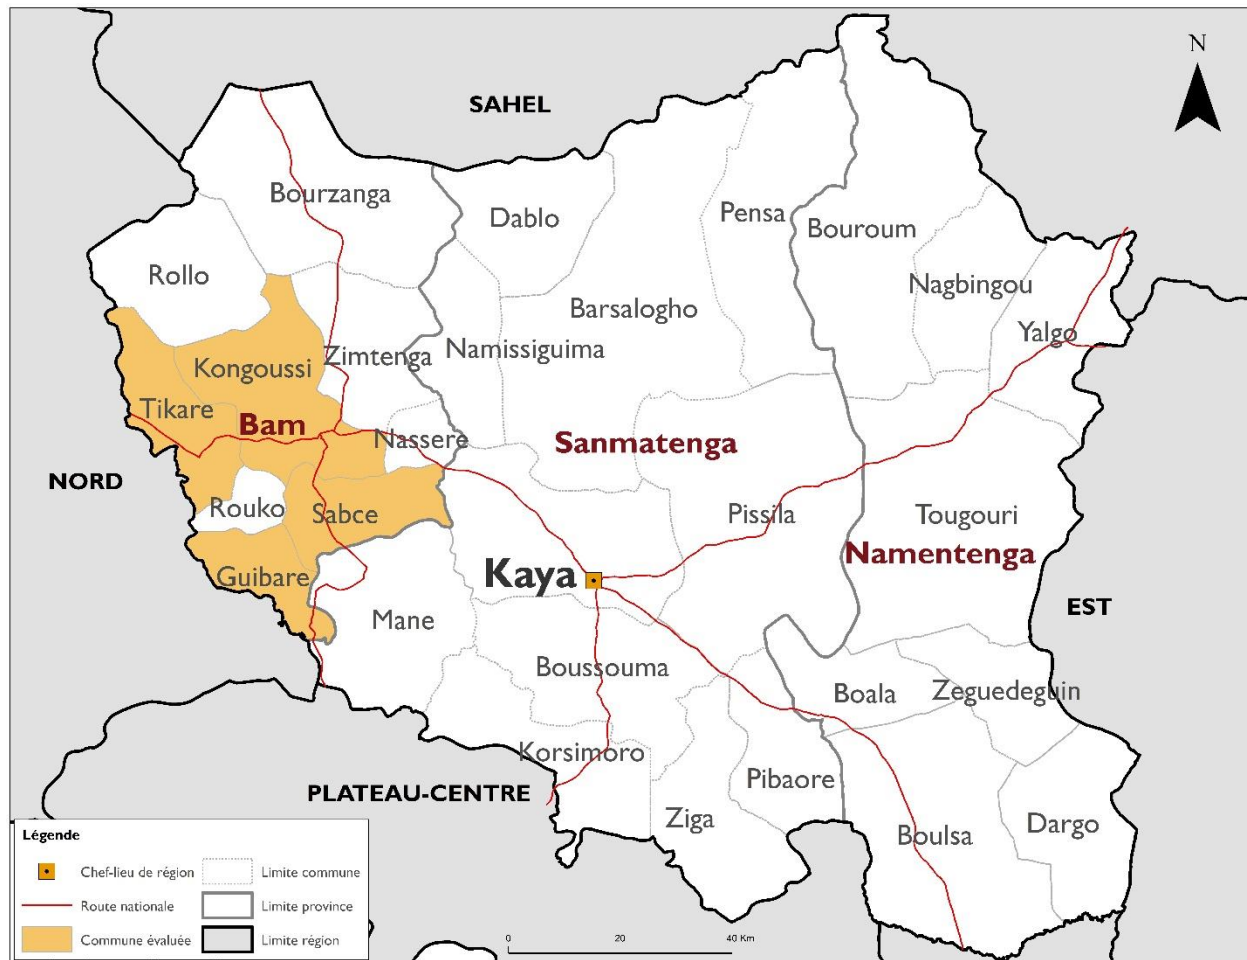 N
SAHEL
Bourzanga
Dablo
Pensa
Bouroum
Rollo
Nagbingou
Barsalogho
Yalgo
Zimtenga
Namissiguima
Kongoussi
Tikare
Bam
Nassere
Sanmatenga
NORD
Rouko
Sabce
Pissila
Tougouri
Namentenga
Kaya
Guibare
Mane
EST
Boussouma
Boala
Zeguedeguin
Korsimoro
Pibaore
PLATEAU-CENTRE
Ziga
Boulsa
Dargo
Légende
Chef-lieu de région
Limite commune
Route nationale
Limite province
Commune évaluée
Limite région
0 20 40 Km